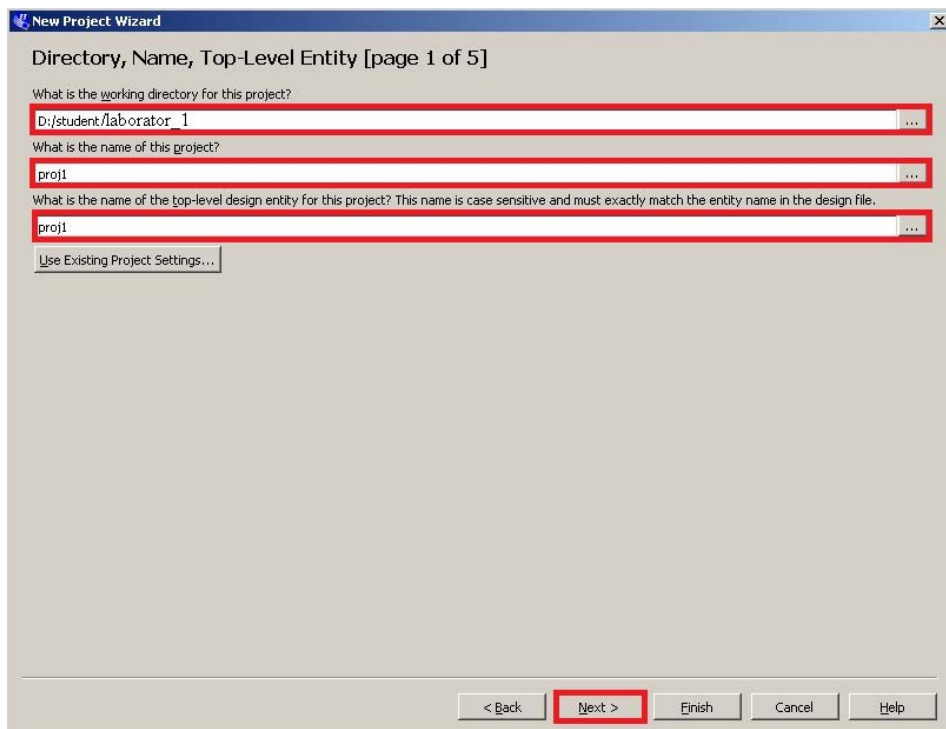 New Project Wizard
Directory, Name, Top-Level Entity [page 1 of 5]
What is the working directory for this project?
D:/student/laborator_1
...
What is the name of this project?
proj1
...
What is the name of the top-level design entity for this project? This name is case sensitive and must exactly match the entity name in the design file.
proj1
...
Use Existing Project Settings...
< Back Next > Finish Cancel Help